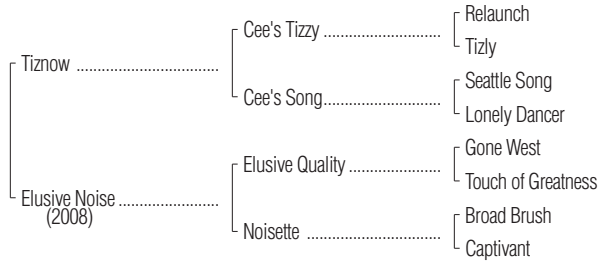 Relaunch
Cee's Tizzy ........................
Tizly
Tiznow .............................
Seattle Song
Cee's Song........................
Lonely Dancer
Gone West
Elusive Quality ...................
Touch of Greatness
Elusive Noise ....................
(2008)
Broad Brush
Noisette ...........................
Captivant